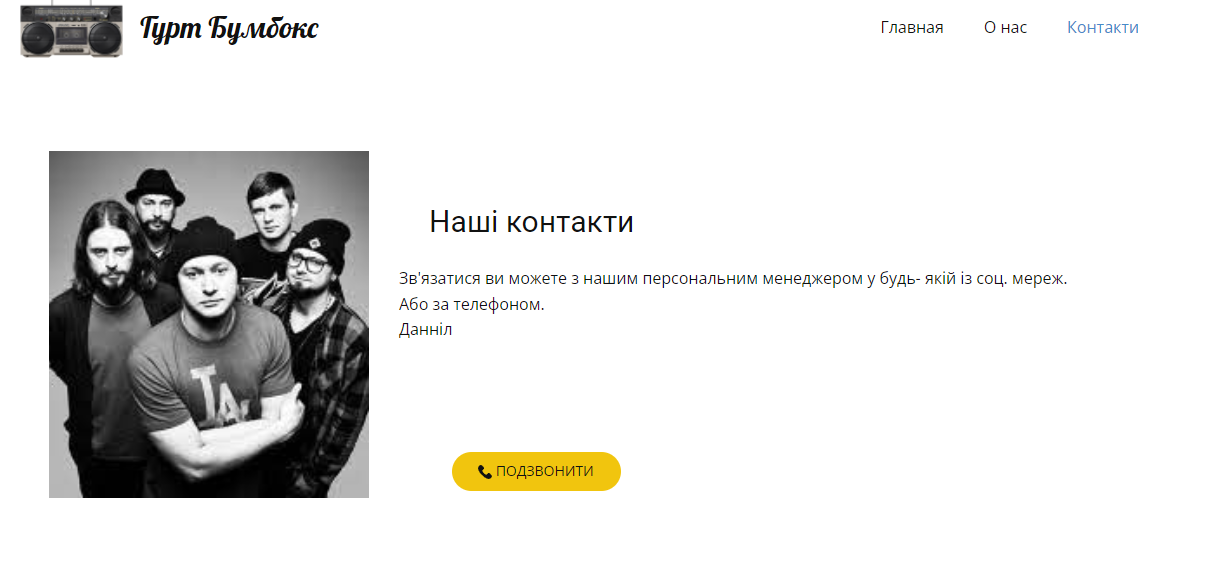 Гурт Бумбокс
Главная О нас Контакти
Наші контакти
Зв'язатися ви можете з нашим персональним менеджером у будь- якій із соц. мереж.
Або за телефоном.
Данніл
ПОДЗВОНИТИ